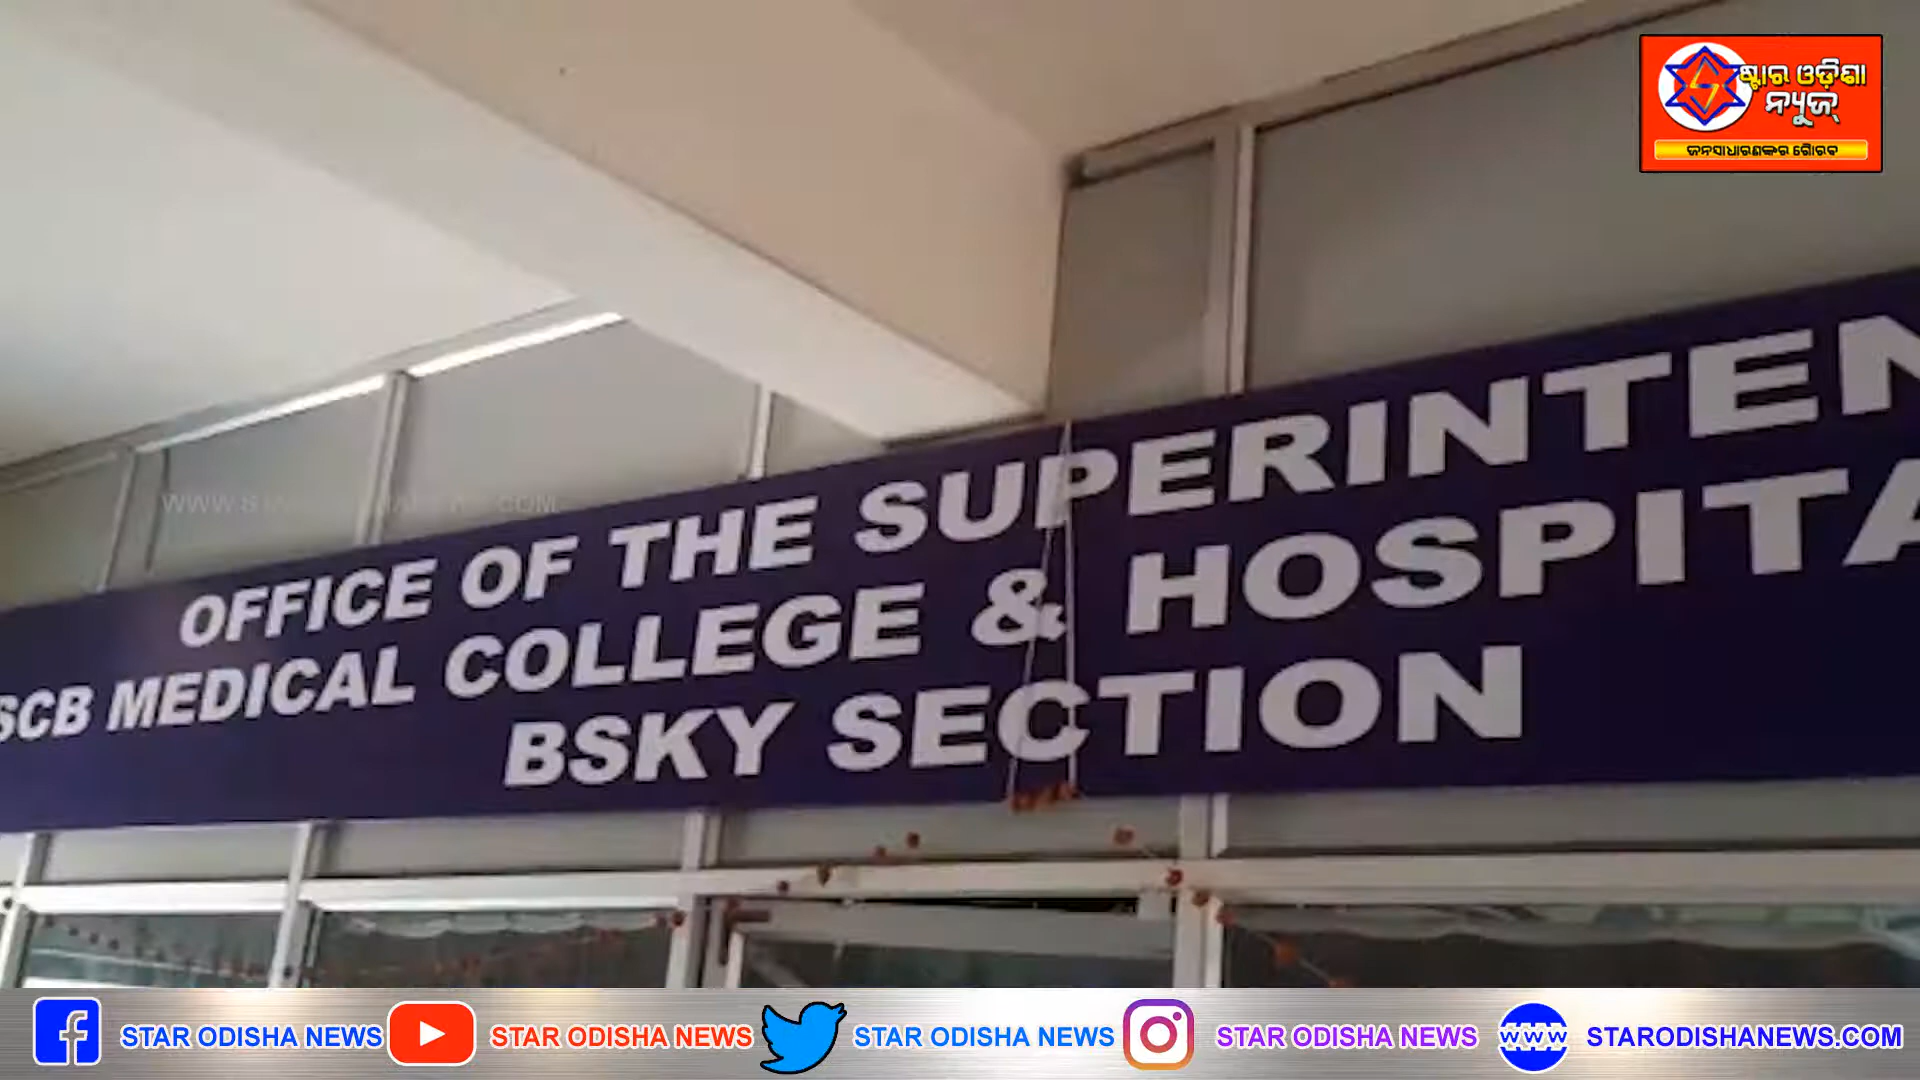 ଷ୍ଟାର ଓଡ଼ିଶା
ନ୍ୟୁଜ୍
ଜନସାଧାରଣଙ୍କର ଗୌରବ
OFFICE OF THE SUPERINTEN
SCB MEDICAL COLLEGE & HOSPITA
BSKY SECTION
STAR ODISHA NEWS
STAR ODISHA NEWS
STAR ODISHA NEWS
STAR ODISHA NEWS
www
STARODISHANEWS.COM